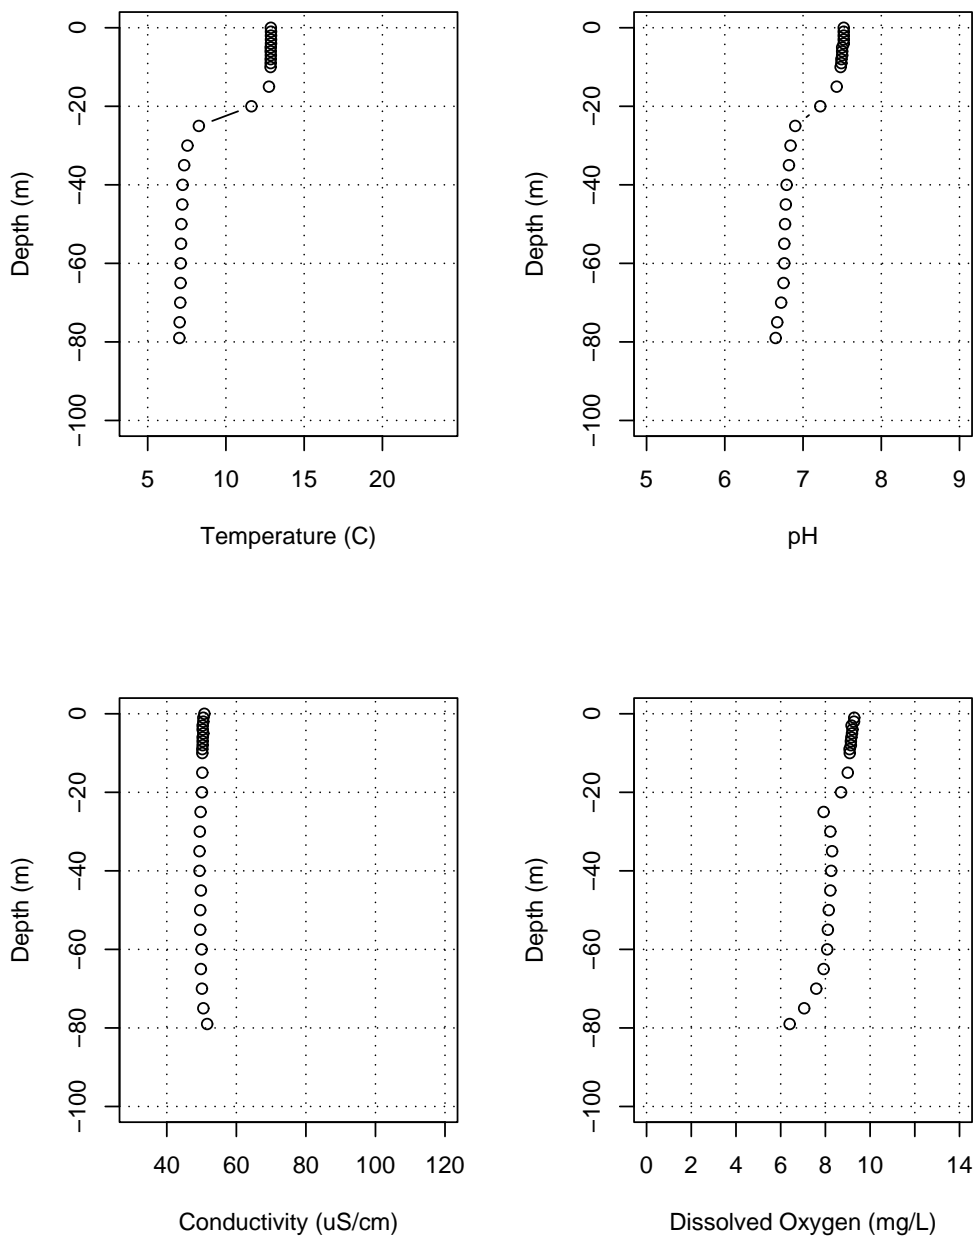 0
−20
−40
−60
−80
−100
Depth (m)
5 10 15 20
Temperature (C)
0
−20
−40
−60
−80
−100
Depth (m)
5 6 7 8 9
pH
0
−20
−40
−60
−80
−100
Depth (m)
40 60 80 100 120
Conductivity (uS/cm)
0
−20
−40
−60
−80
−100
Depth (m)
0 2 4 6 8 10 14
Dissolved Oxygen (mg/L)